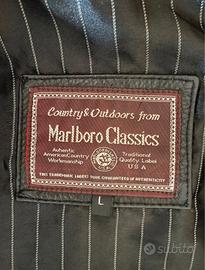 Country & Outdoors from
Marlboro Classics
Authentic
American Country
Workmanship
Traditional
Quality Label
U S A
THIS TRADEMARK LABEL IS YOUR GUARANTEE OF AUTHENTICITY
L
subito